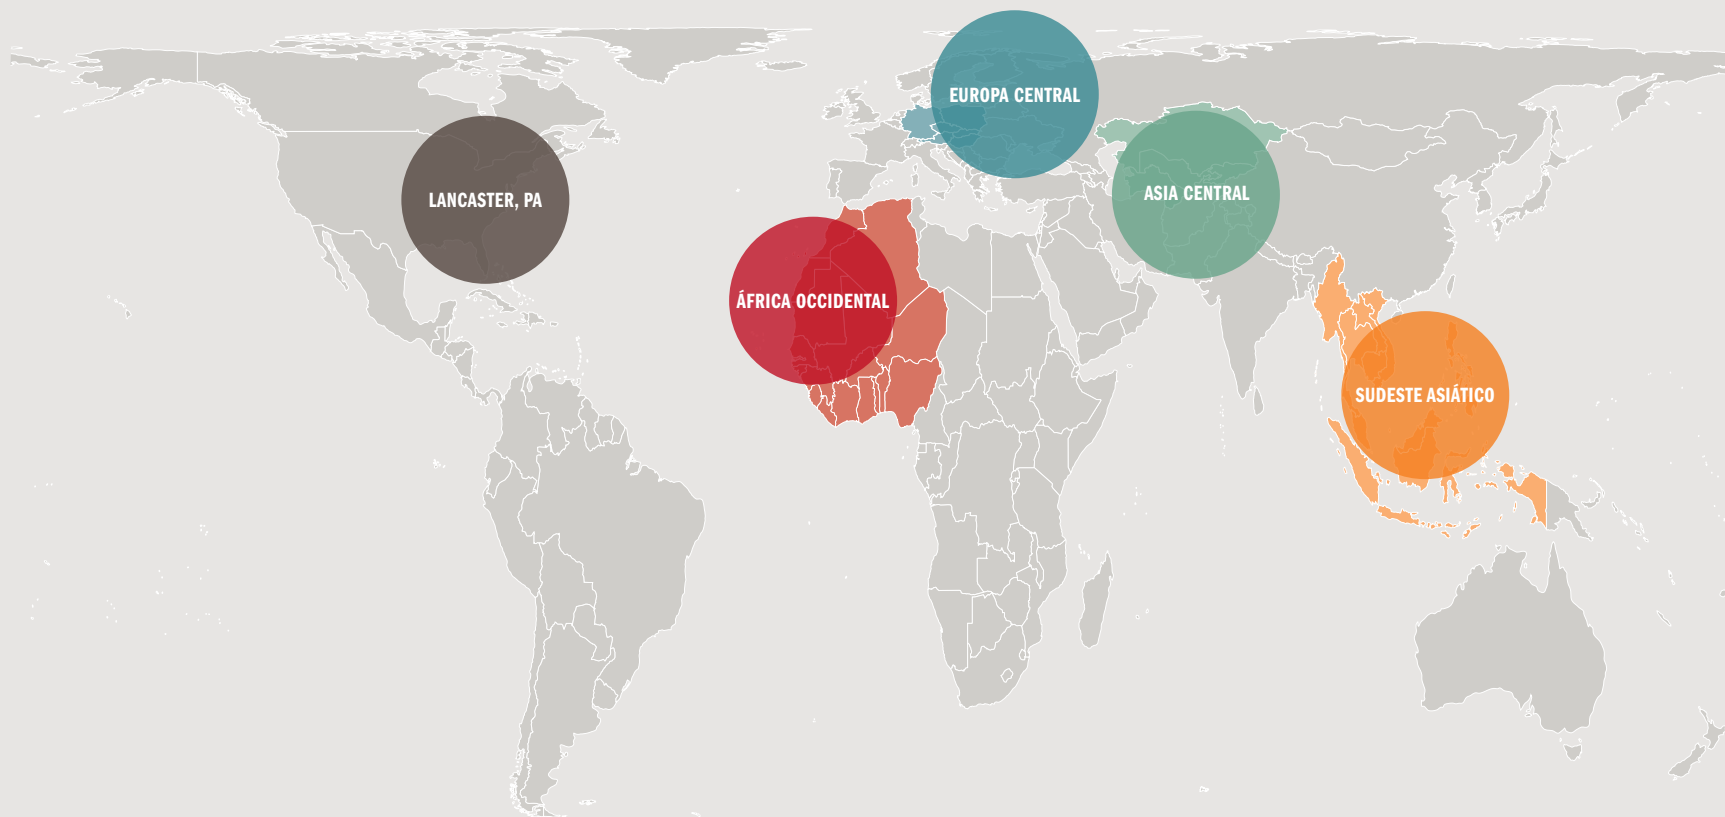 EUROPA CENTRAL
LANCASTER, PA
ASIA CENTRAL
ÁFRICA OCCIDENTAL
SUDESTE ASIÁTICO